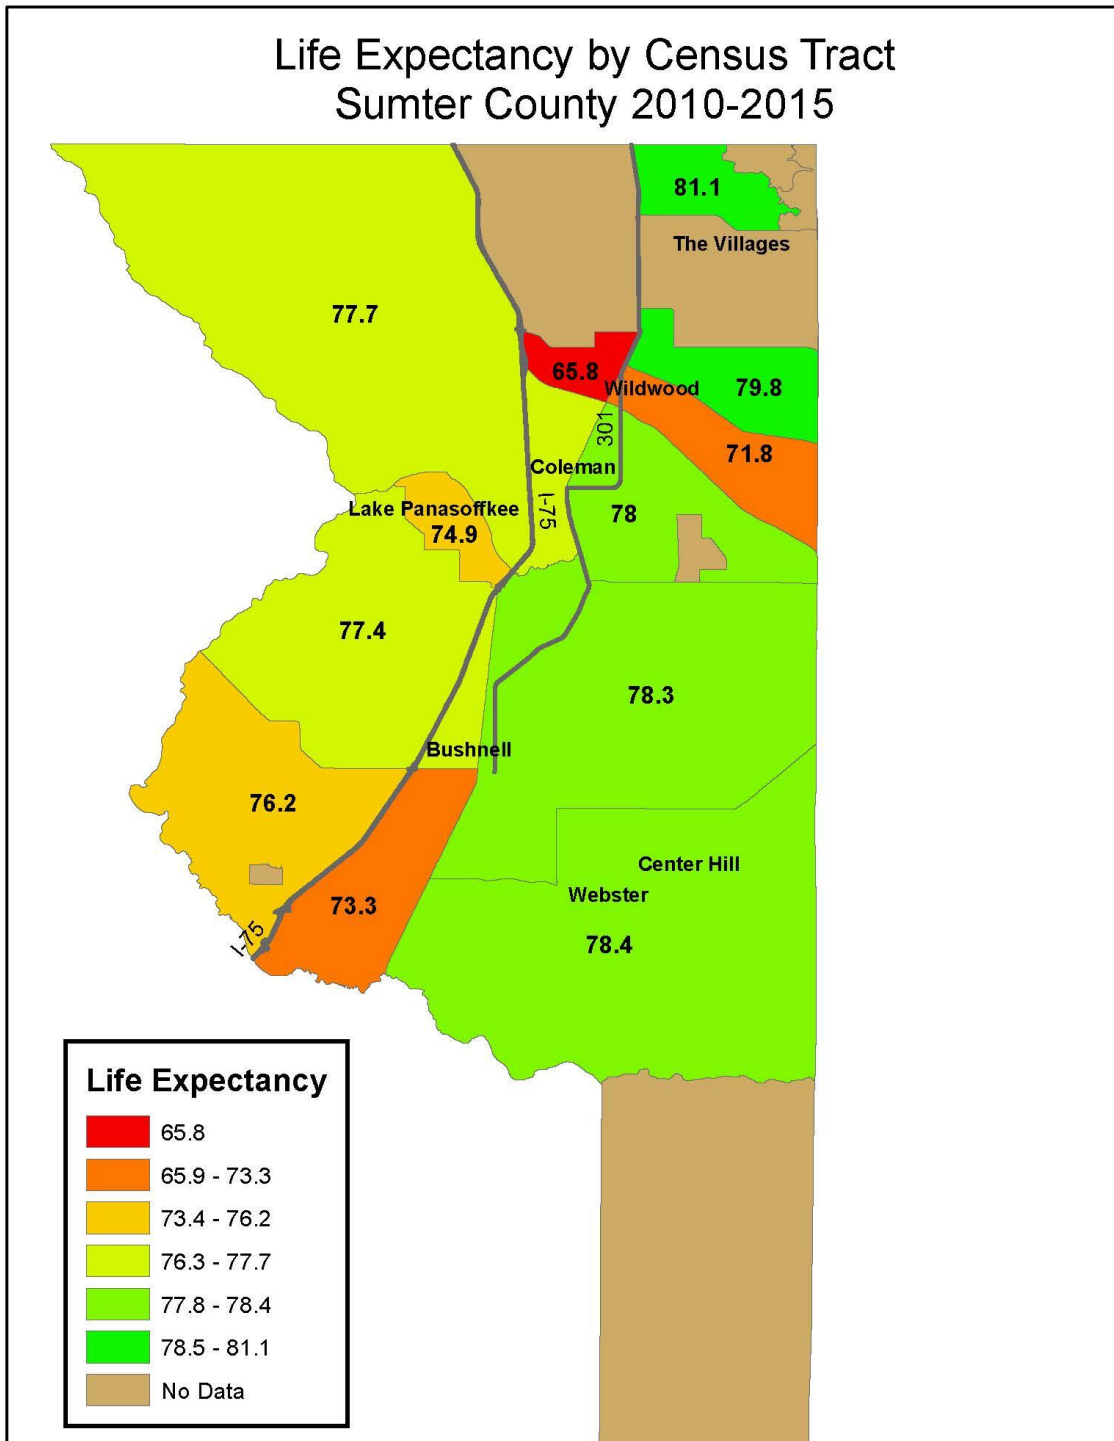 Life Expectancy by Census Tract
Sumter County 2010-2015
81.1
The Villages
77.7
65.8
Wildwood
79.8
301
71.8
Coleman
I-75
Lake Panasoffkee
74.9
78
77.4
78.3
Bushnell
76.2
Center Hill
Webster
73.3
I-75
78.4
Life Expectancy
65.8
65.9 - 73.3
73.4 - 76.2
76.3 - 77.7
77.8 - 78.4
78.5 - 81.1
No Data